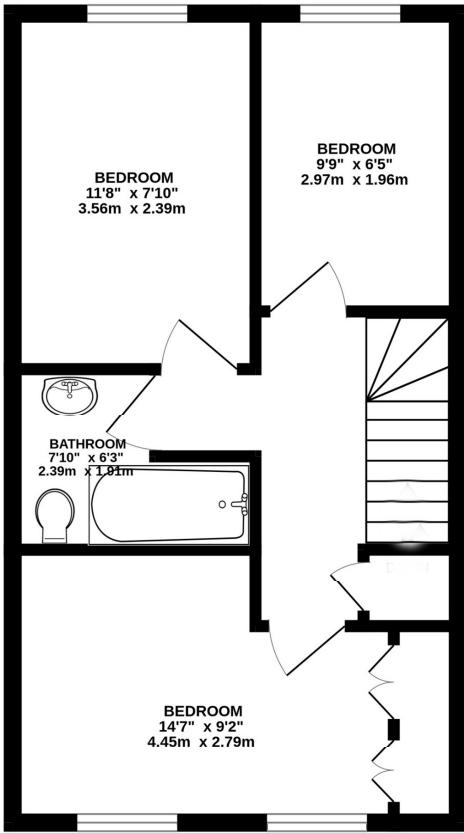 BEDROOM
11'8" x 7'10"
3.56m x 2.39m
BEDROOM
9'9" x 6'5"
2.97m x 1.96m
BATHROOM
7'10" x 6'3"
2.39m x 1.91m
BEDROOM
14'7" x 9'2"
4.45m x 2.79m